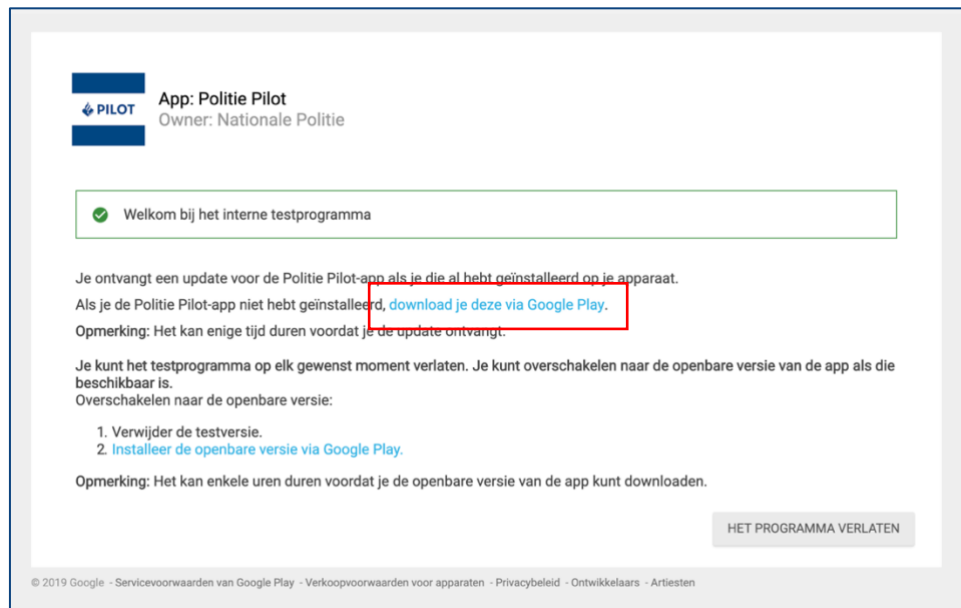 PILOT
App: Politie Pilot
Owner: Nationale Politie
Welkom bij het interne testprogramma
Je ontvangt een update voor de Politie Pilot-app als je die al hebt geïnstalleerd op je apparaat.
Als je de Politie Pilot-app niet hebt geïnstalleerd, download je deze via Google Play.
Opmerking: Het kan enige tijd duren voordat je de update ontvangt.
Je kunt het testprogramma op elk gewenst moment verlaten. Je kunt overschakelen naar de openbare versie van de app als die
beschikbaar is.
Overschakelen naar de openbare versie:
1. Verwijder de testversie.
2. Installeer de openbare versie via Google Play.
Opmerking: Het kan enkele uren duren voordat je de openbare versie van de app kunt downloaden.
HET PROGRAMMA VERLATEN
© 2019 Google - Servicevoorwaarden van Google Play - Verkoopvoorwaarden voor apparaten - Privacybeleid - Ontwikkelaars - Artiesten